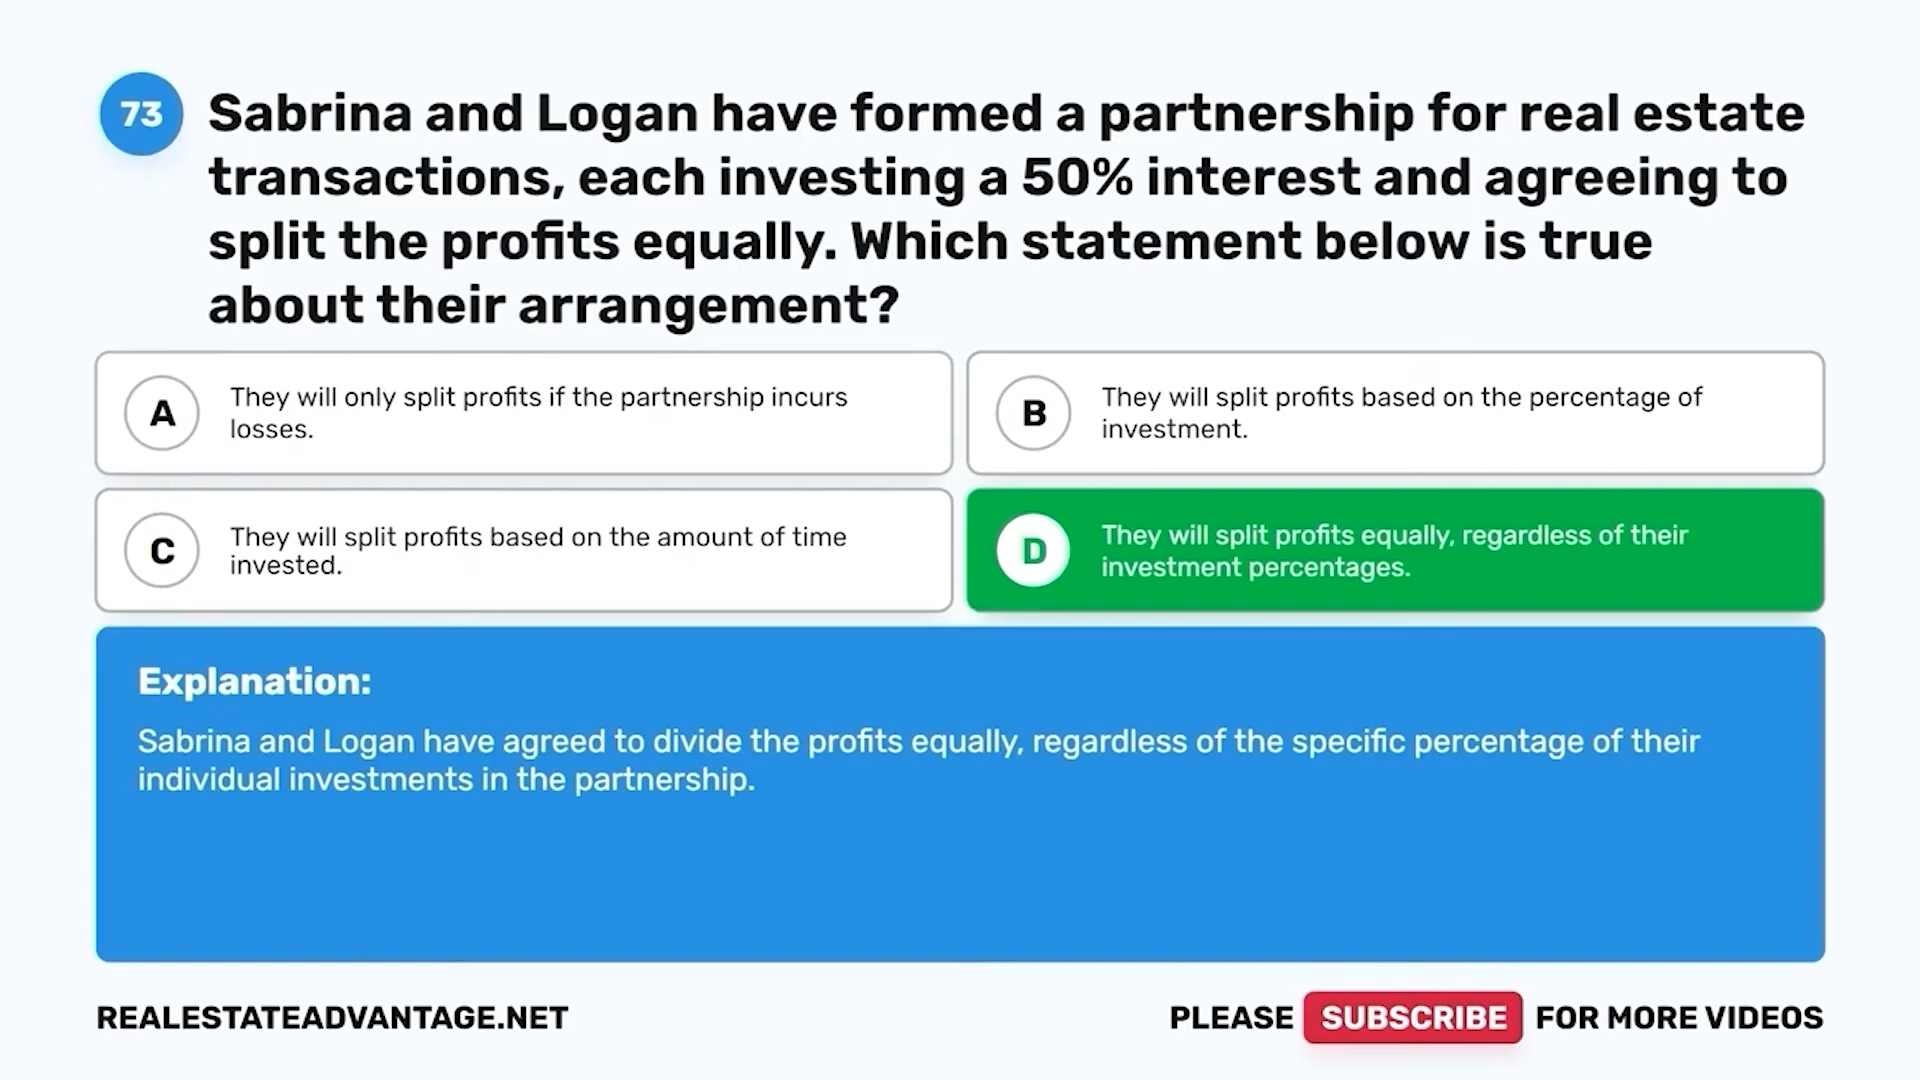 73
Sabrina and Logan have formed a partnership for real estate
transactions, each investing a 50% interest and agreeing to
split the profits equally. Which statement below is true
about their arrangement?
A
They will only split profits if the partnership incurs
losses.
B
They will split profits based on the percentage of
investment.
C
They will split profits based on the amount of time
invested.
D
They will split profits equally, regardless of their
investment percentages.
Explanation:
Sabrina and Logan have agreed to divide the profits equally, regardless of the specific percentage of their
individual investments in the partnership.
REALESTATEADVANTAGE.NET
PLEASE SUBSCRIBE FOR MORE VIDEOS